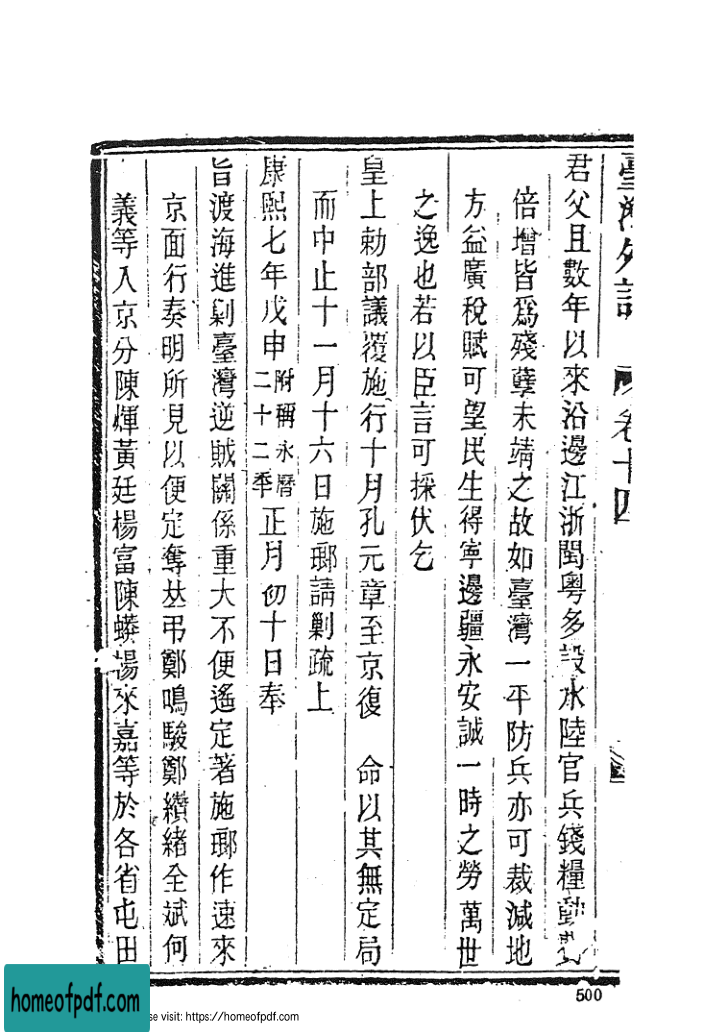 臺灣外記 卷十四
君父且數年以來沿邊江浙閩粵多設水陸官兵錢糧動
倍增皆爲殘孽未靖之故如臺灣一平防兵亦可裁減地
方益廣稅賦可望民生得寧邊疆永安誠一時之勞萬世
之逸也若以臣言可採伏乞
皇上勅部議覆施行十月孔元章至京復 命以其無定局
而中止十一月十六日施瑯請剿疏上
康熙七年戊申附稱永曆二十二季正月初十日奉
旨渡海進剿臺灣逆賊關係重大不便遙定著施瑯作速來
京面行奏明所見以便定奪並弔鄭鳴駿鄭纘緒全斌何
義等入京分陳煇黃廷楊富陳蟒楊來嘉等於各省屯田
500
homeofpdf.com
se visit: https://homeofpdf.com